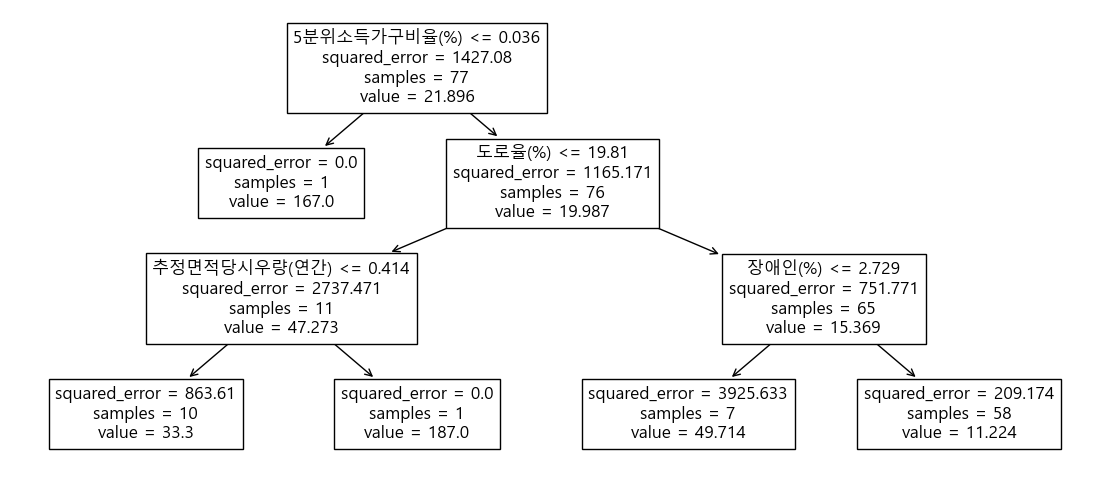 5분위소득가구비율(%) <= 0.036
squared_error = 1427.08
samples = 77
value = 21.896
squared_error = 0.0
samples = 1
value = 167.0
도로율(%) <= 19.81
squared_error = 1165.171
samples = 76
value = 19.987
추정면적당시우량(연간) <= 0.414
squared_error = 2737.471
samples = 11
value = 47.273
장애인(%) <= 2.729
squared_error = 751.771
samples = 65
value = 15.369
squared_error = 863.61
samples = 10
value = 33.3
squared_error = 0.0
samples = 1
value = 187.0
squared_error = 3925.633
samples = 7
value = 49.714
squared_error = 209.174
samples = 58
value = 11.224